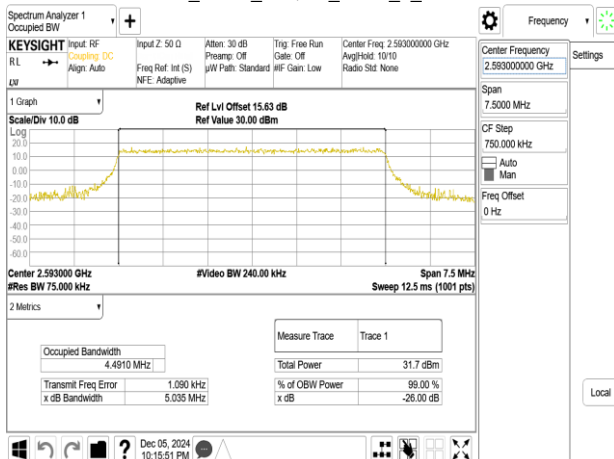 Spectrum Analyzer 1
Occupied BW
Frequency
KEYSIGHT
Input: RF
Coupling: DC
Align: Auto
RL
LXI
Input Z: 50 Ω
Freq Ref: Int (S)
NFE: Adaptive
Atten: 30 dB
Preamp: Off
µW Path: Standard
Trig: Free Run
Gate: Off
#IF Gain: Low
Center Freq: 2.593000000 GHz
Avg|Hold: 10/10
Radio Std: None
Center Frequency
2.593000000 GHz
Settings
Span
7.5000 MHz
CF Step
750.000 kHz
Auto
Man
Freq Offset
0 Hz
Local
1 Graph
Scale/Div 10.0 dB
Ref Lvl Offset 15.63 dB
Ref Value 30.00 dBm
Log
20.0
10.0
0.00
-10.0
-20.0
-30.0
-40.0
-50.0
-60.0
Center 2.593000 GHz
#Video BW 240.00 kHz
Span 7.5 MHz
#Res BW 75.000 kHz
Sweep 12.5 ms (1001 pts)
2 Metrics
Measure Trace Trace 1
Occupied Bandwidth
4.4910 MHz
Total Power 31.7 dBm
Transmit Freq Error 1.090 kHz
% of OBW Power 99.00 %
x dB Bandwidth 5.035 MHz
x dB -26.00 dB
?
Dec 05, 2024
10:15:51 PM